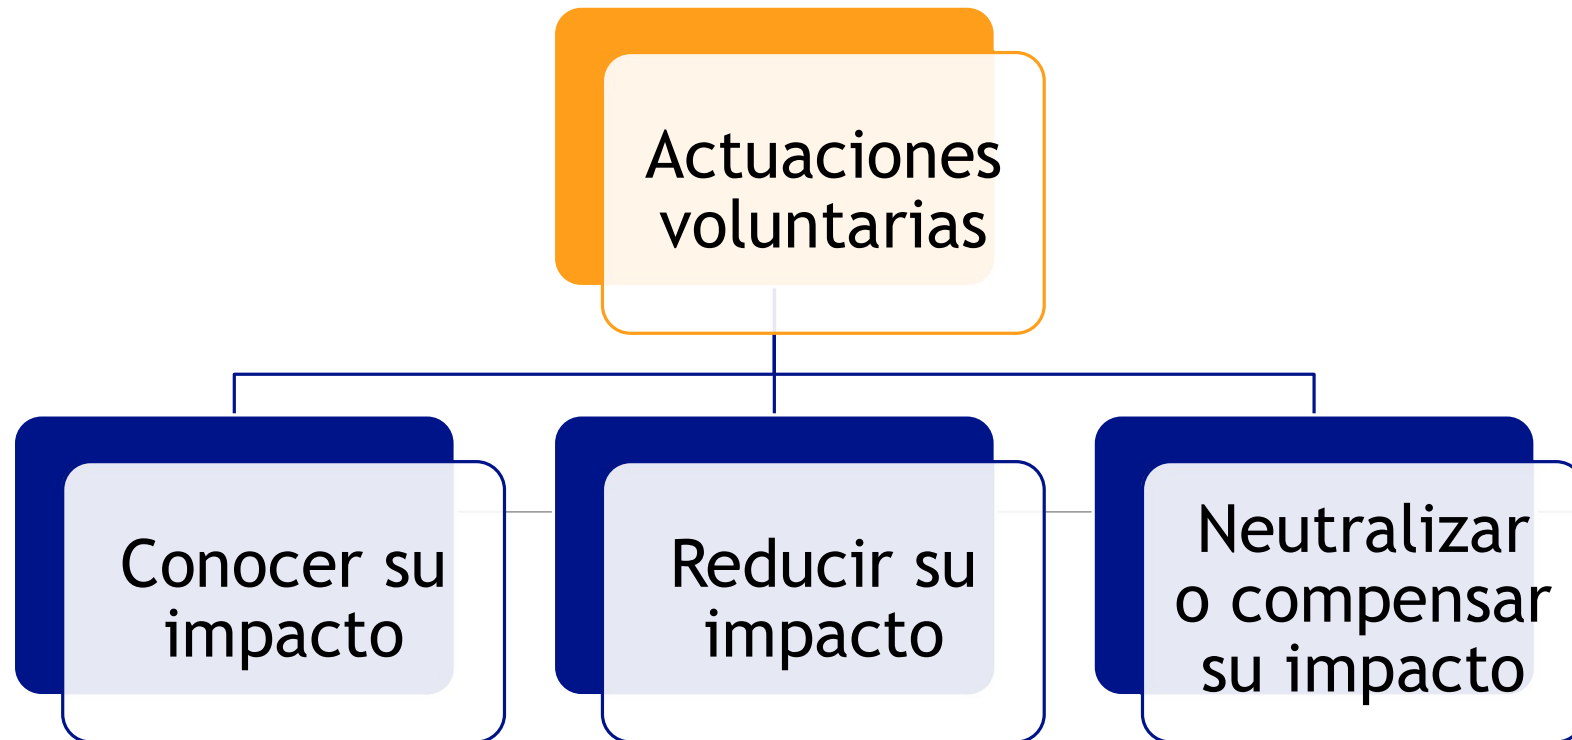 Actuaciones
voluntarias
Conocer su
impacto
Reducir su
impacto
Neutralizar
o compensar
su impacto